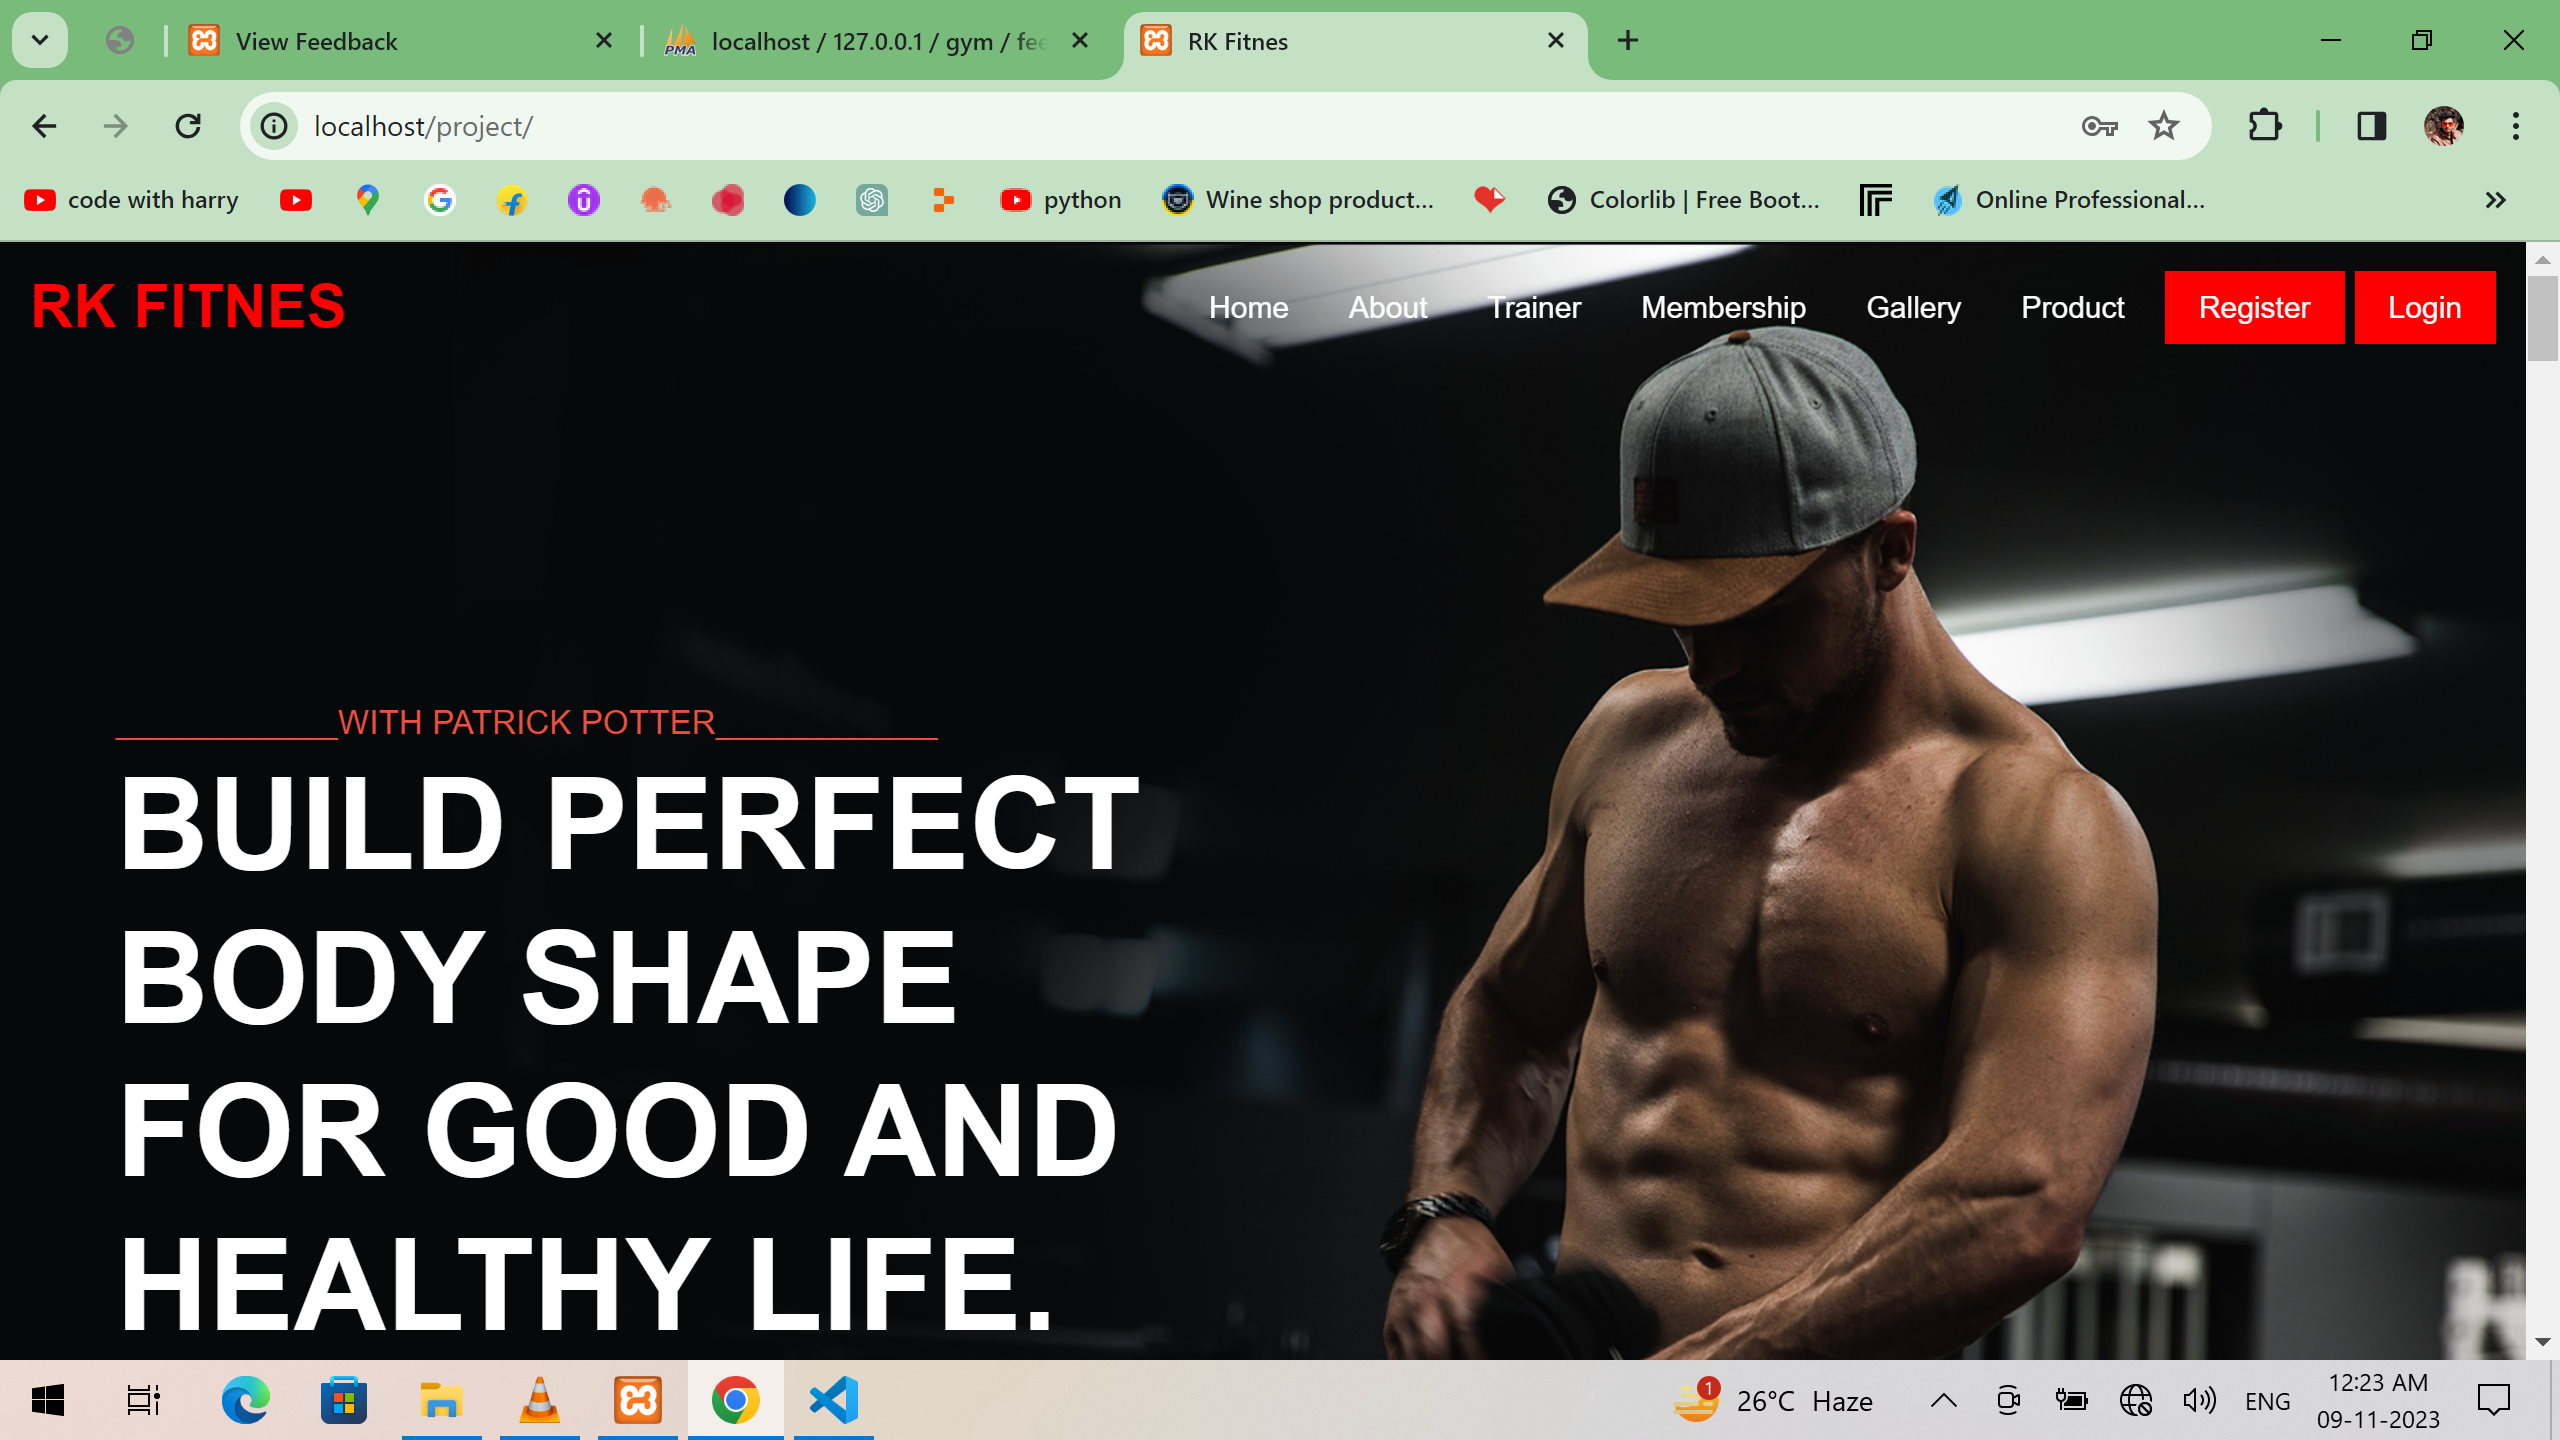 View Feedback
localhost / 127.0.0.1 / gym / fee
RK Fitnes
localhost/project/
code with harry
python
Wine shop product...
Colorlib | Free Boot...
Online Professional...
RK FITNES
Home About Trainer Membership Gallery Product Register Login
____________WITH PATRICK POTTER____________
BUILD PERFECT
BODY SHAPE
FOR GOOD AND
HEALTHY LIFE.
1
26°C Haze
ENG
12:23 AM
09-11-2023